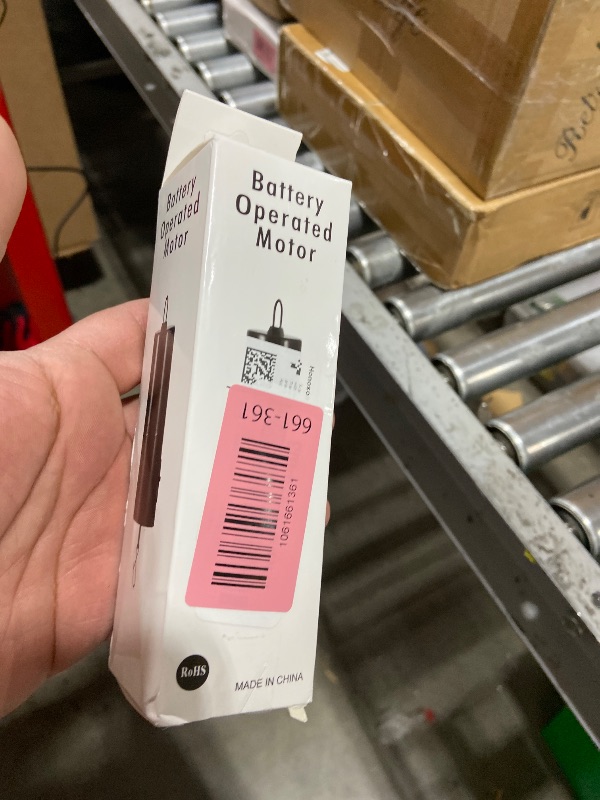 Battery
Operated
Motor
Battery
Operated
Motor
661-361
1061661361
RoHS
MADE IN CHINA